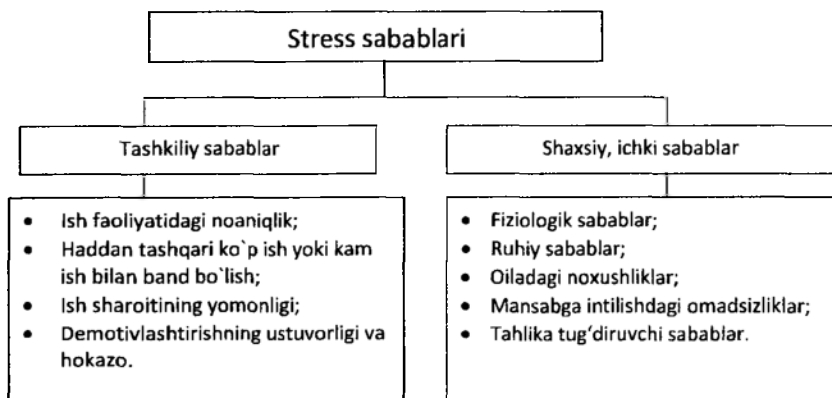 Stress sabablari
Tashkiliy sabablar
Shaxsiy, ichki sabablar
• Ish faoliyatidagi noaniqlik;
• Haddan tashqari ko`p ish yoki kam
ish bilan band bo`lish;
• Ish sharoitining yomonligi;
• Demotivlashtirishning ustuvorligi va
hokazo.
• Fiziologik sabablar;
• Ruhiy sabablar;
• Oiladagi noxushliklar;
• Mansabga intilishdagi omadsizliklar;
• Tahlika tug‘diruvchi sabablar.